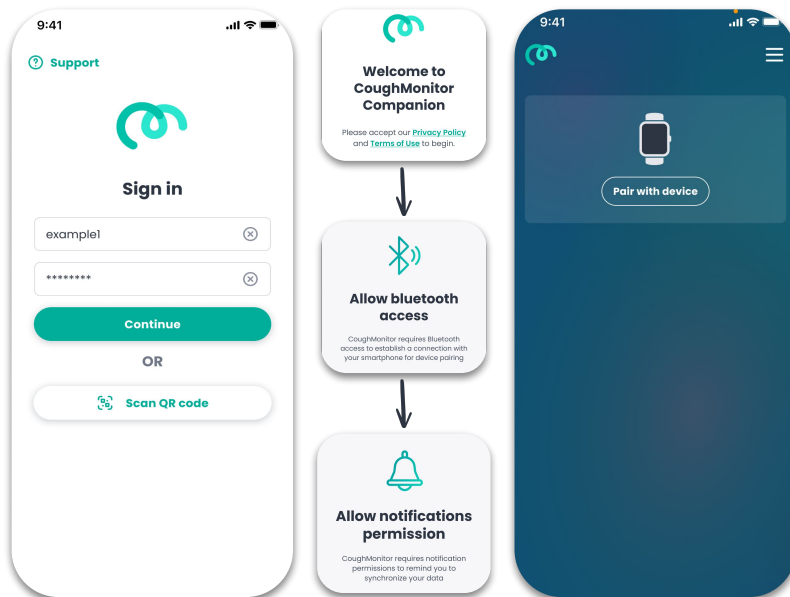 9:41
Support
Sign in
example1
********
Continue
OR
Scan QR code
Welcome to
CoughMonitor
Companion
Please accept our Privacy Policy
and Terms of Use to begin.
Allow bluetooth
access
CoughMonitor requires Bluetooth
access to establish a connection with
your smartphone for device pairing
Allow notifications
permission
CoughMonitor requires notification
permissions to remind you to
synchronize your data
9:41
Pair with device